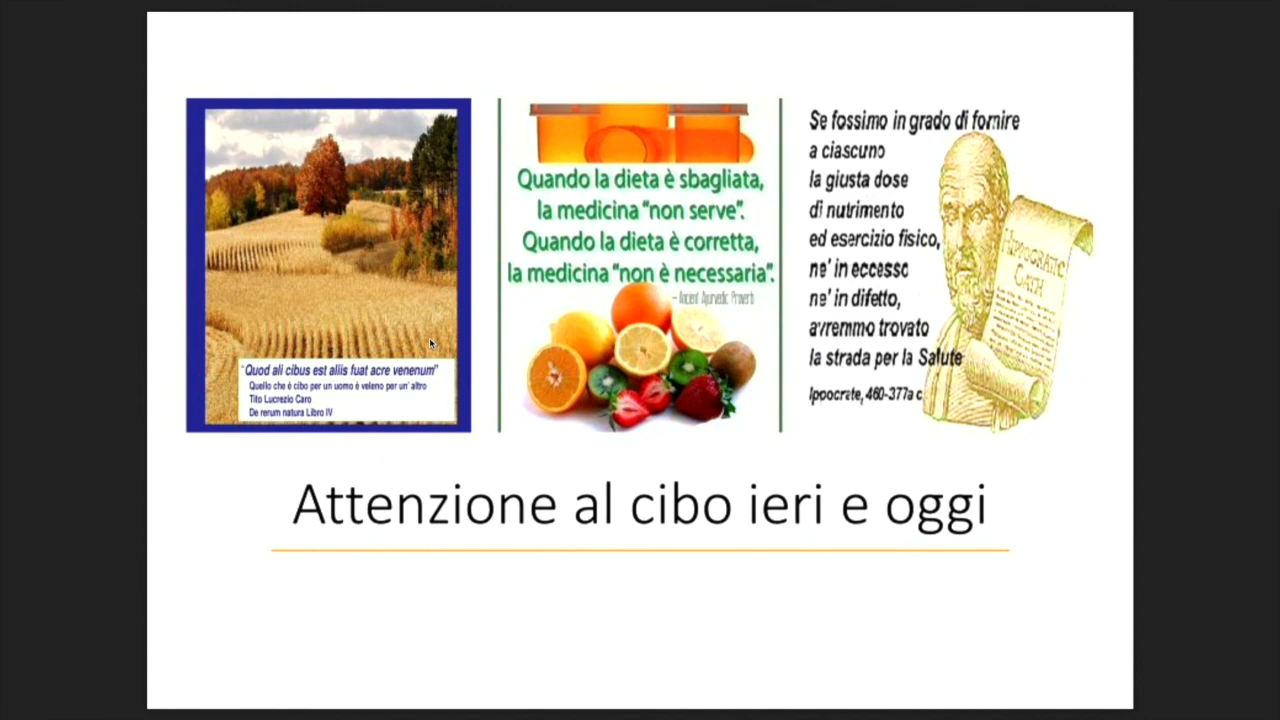 "Quod ali cibus est aliis fuat acre venenum"
Quello che è cibo per un uomo è veleno per un' altro
Tito Lucrezio Caro
De rerum natura Libro IV
Quando la dieta è sbagliata,
la medicina "non serve".
Quando la dieta è corretta,
la medicina "non è necessaria".
– Ancient Ayurvedic Proverb
Se fossimo in grado di fornire
a ciascuno
la giusta dose
di nutrimento
ed esercizio fisico,
ne' in eccesso
ne' in difetto,
avremmo trovato
la strada per la Salute
Ippocrate, 460-377a c
HIPPOCRATIC
OATH
Attenzione al cibo ieri e oggi